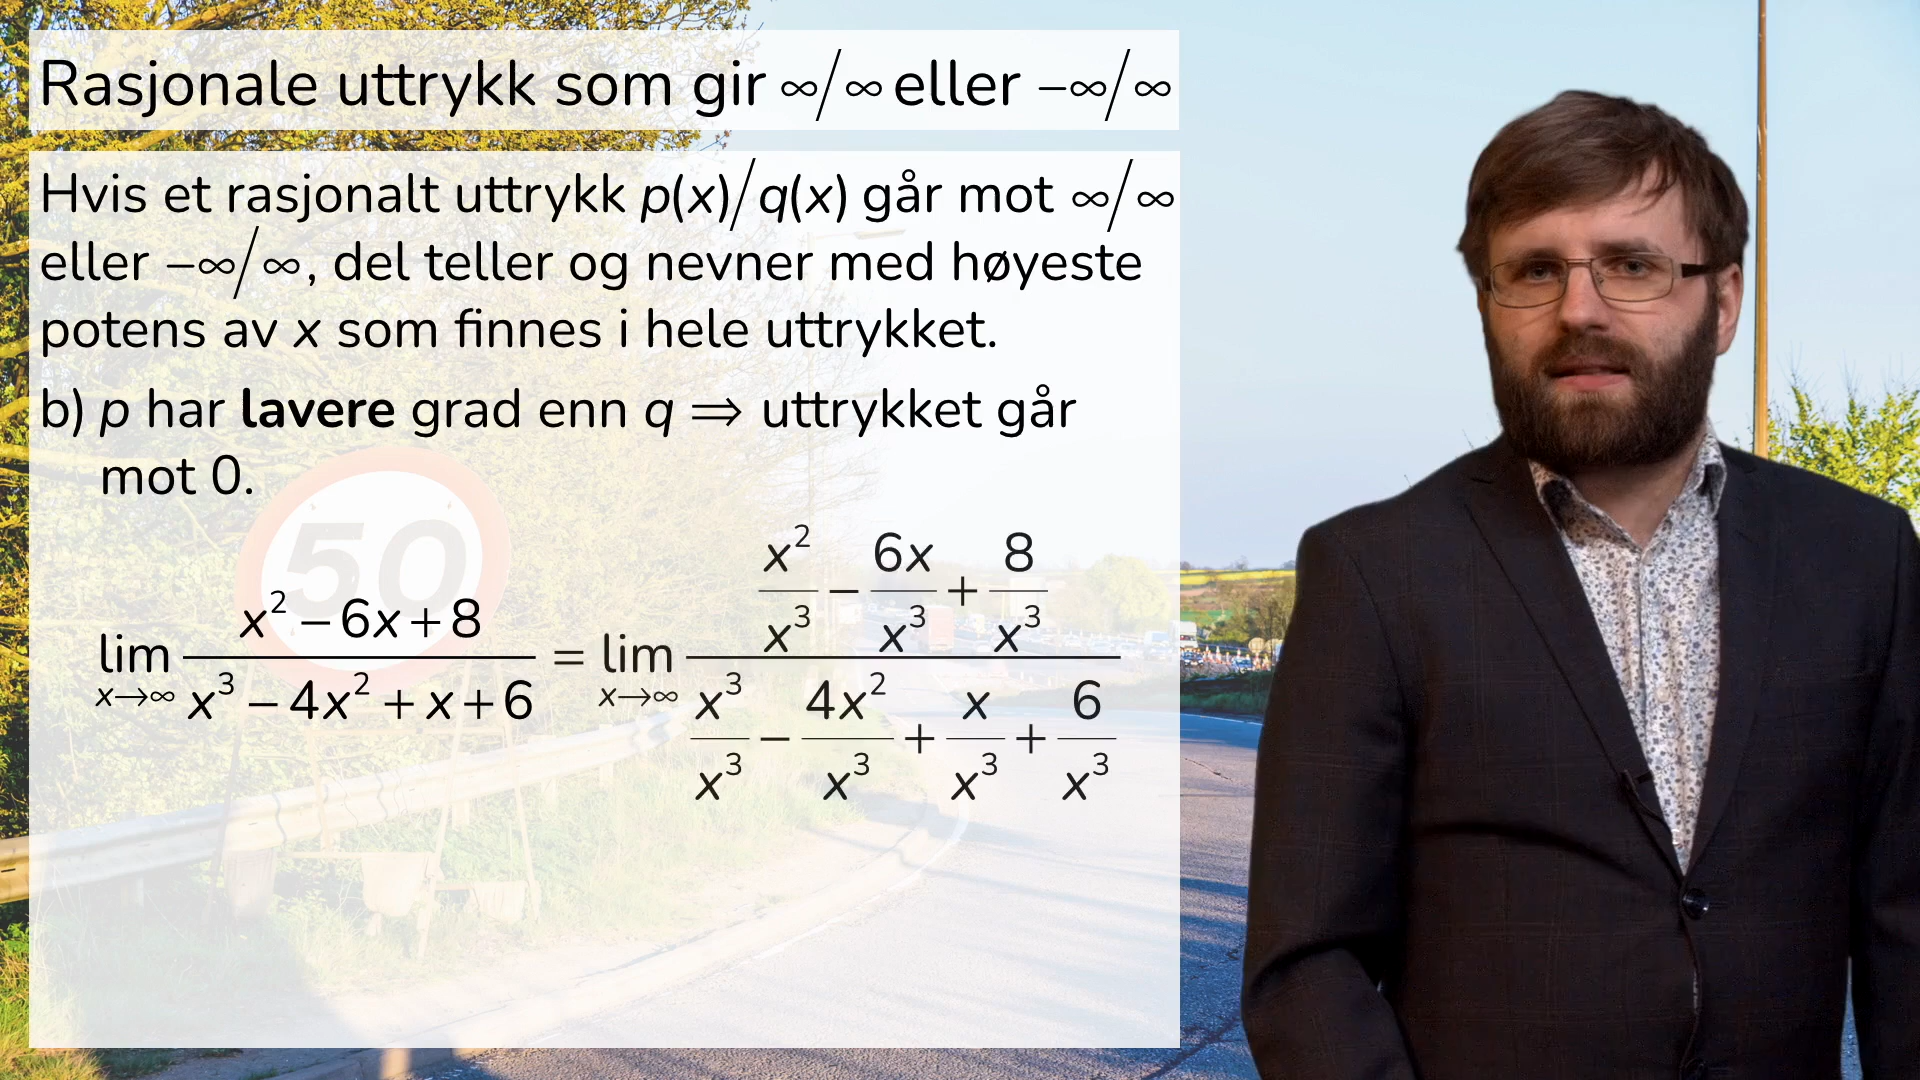 Rasjonale uttrykk som gir ∞/∞ eller −∞/∞
Hvis et rasjonalt uttrykk p(x)/q(x) går mot ∞/∞
eller −∞/∞, del teller og nevner med høyeste
potens av x som finnes i hele uttrykket.
b) p har lavere grad enn q ⟹ uttrykket går
mot 0.
50
lim x→∞ (x² − 6x + 8)/(x³ − 4x² + x + 6) = lim x→∞ (x²/x³ − 6x/x³ + 8/x³)/(x³/x³ − 4x²/x³ + x/x³ + 6/x³)